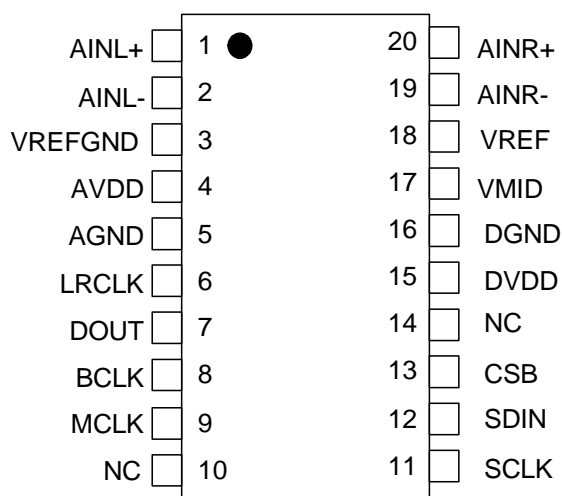 AINL+ 1 20 AINR+
AINL- 2 19 AINR-
VREFGND 3 18 VREF
AVDD 4 17 VMID
AGND 5 16 DGND
LRCLK 6 15 DVDD
DOUT 7 14 NC
BCLK 8 13 CSB
MCLK 9 12 SDIN
NC 10 11 SCLK